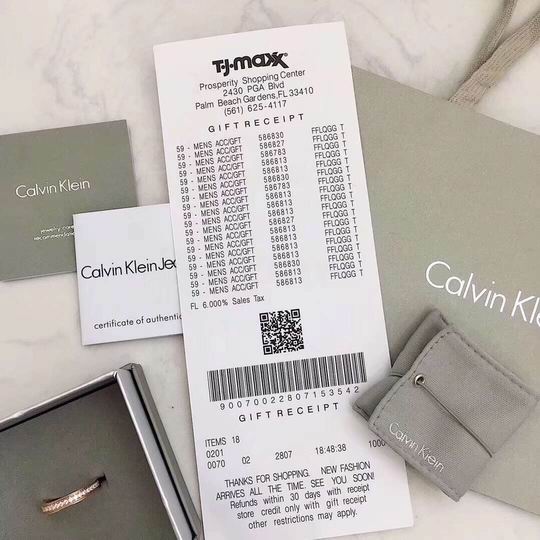 T·J·maxx®
Prosperity Shopping Center
2430 PGA Blvd
Palm Beach Gardens, FL 33410
(561) 625-4117
GIFT RECEIPT
59 - MENS ACC/GFT 586830 FFLQGG T
59 - MENS ACC/GFT 586827 FFLQGG T
59 - MENS ACC/GFT 586783 FFLQGG T
59 - MENS ACC/GFT 586813 FFLQGG T
59 - MENS ACC/GFT 586813 FFLQGG T
59 - MENS ACC/GFT 586830 FFLQGG T
59 - MENS ACC/GFT 586783 FFLQGG T
59 - MENS ACC/GFT 586813 FFLQGG T
59 - MENS ACC/GFT 586813 FFLQGG T
59 - MENS ACC/GFT 586813 FFLQGG T
59 - MENS ACC/GFT 586827 FFLQGG T
59 - MENS ACC/GFT 586813 FFLQGG T
59 - MENS ACC/GFT 586813 FFLQGG T
59 - MENS ACC/GFT 586813 FFLQGG T
59 - MENS ACC/GFT 586830 FFLQGG T
59 - MENS ACC/GFT 586813 FFLQGG T
59 - MENS ACC/GFT 586813 FFLQGG T
FL 6.000% Sales Tax
9007002280715 3542
GIFT RECEIPT
ITEMS 18
0201
0070 02 2807 18:48:38
THANKS FOR SHOPPING. NEW FASHION
ARRIVES ALL THE TIME. SEE YOU SOON!
Refunds within 30 days with receipt
store credit only with gift receipt
other restrictions may apply.
Calvin Klein
Calvin Klein
certificate of
Calvin
Calvin Klein